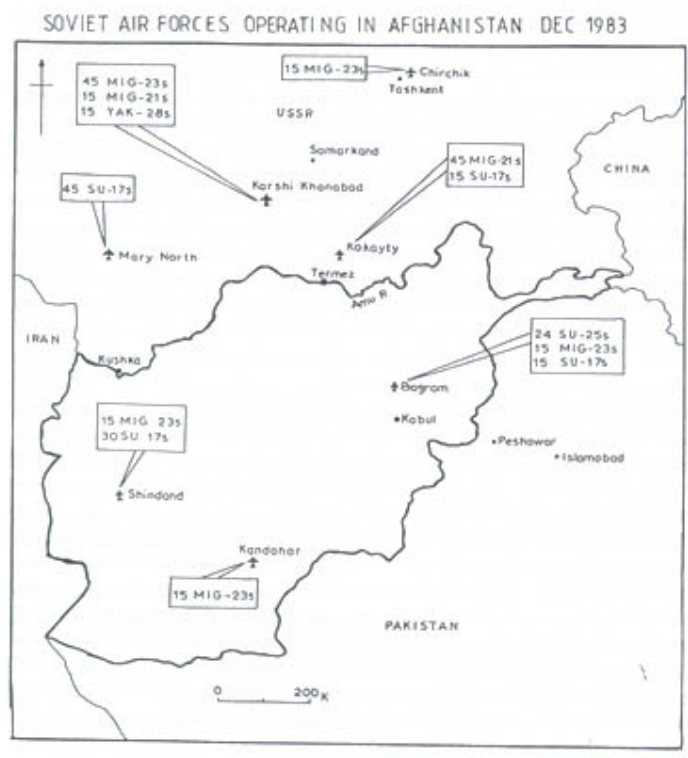 SOVIET AIR FORCES OPERATING IN AFGHANISTAN DEC 1983
15 MIG-23s
Chirchik
Tashkent
45 MIG-23s
15 MIG-21s
15 YAK-28s
USSR
Samarkand
45 MIG-21s
15 SU-17s
CHINA
Karshi Khanabad
45 SU-17s
Mary North
Kakayty
Termez
Amu R
IRAN
Kushka
24 SU-25s
15 MIG-23s
15 SU-17s
Bagram
Kabul
15 MIG 23s
30 SU 17s
Peshawar
Islamabad
Shindand
Kandahar
15 MIG-23s
PAKISTAN
0 200K